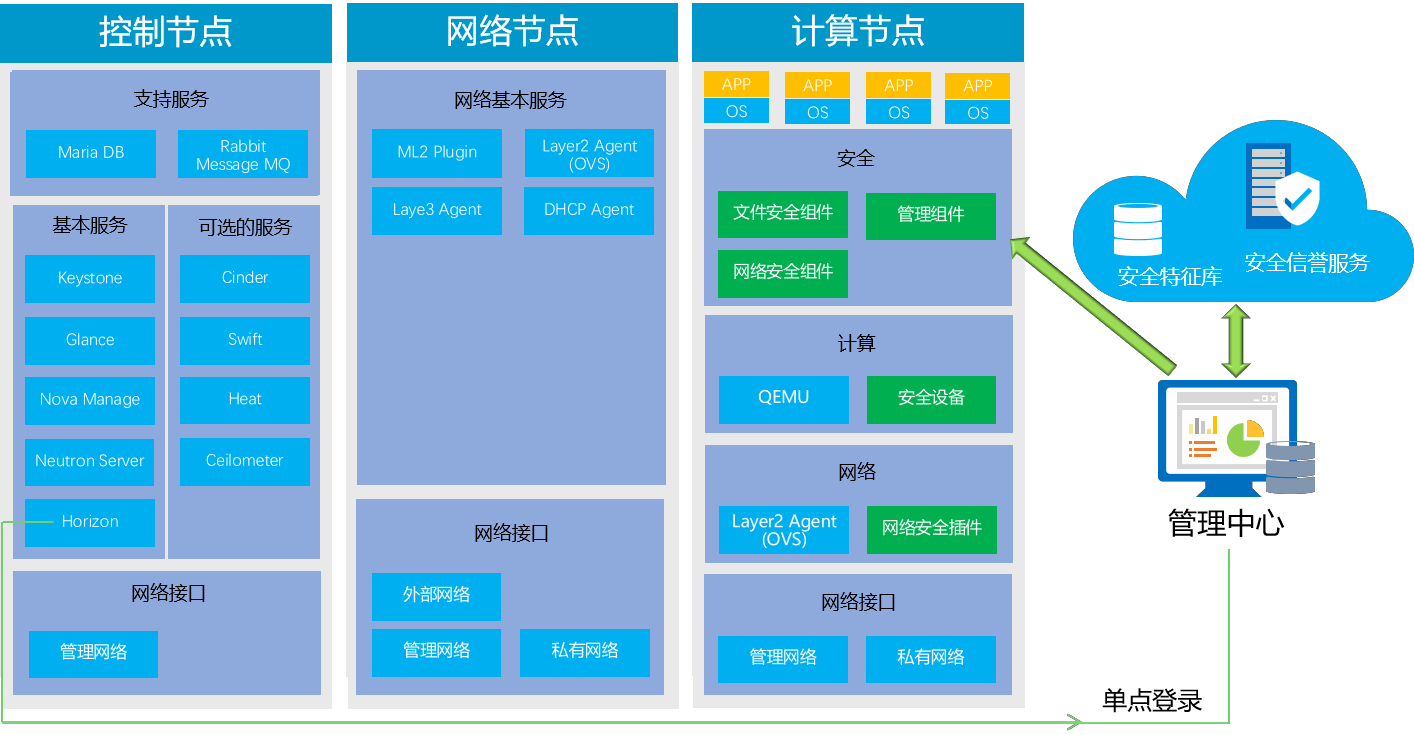 控制节点
支持服务
Maria DB
Rabbit
Message MQ
基本服务
Keystone
Glance
Nova Manage
Neutron Server
Horizon
可选的服务
Cinder
Swift
Heat
Ceilometer
网络接口
管理网络
网络节点
网络基本服务
ML2 Plugin
Layer2 Agent
(OVS)
Laye3 Agent
DHCP Agent
网络接口
外部网络
管理网络
私有网络
计算节点
APP
OS
APP
OS
APP
OS
APP
OS
安全
文件安全组件
管理组件
网络安全组件
计算
QEMU
安全设备
网络
Layer2 Agent
(OVS)
网络安全插件
网络接口
管理网络
私有网络
安全特征库
安全信誉服务
管理中心
单点登录